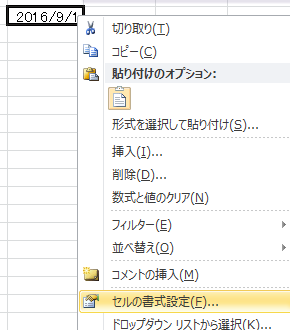 2016/9/1
切り取り(T)
コピー(C)
貼り付けのオプション:
形式を選択して貼り付け(S)...
挿入(I)...
削除(D)...
数式と値のクリア(N)
フィルター(E)
並べ替え(O)
コメントの挿入(M)
セルの書式設定(F)...
ドロップダウン リストから選択(K)...